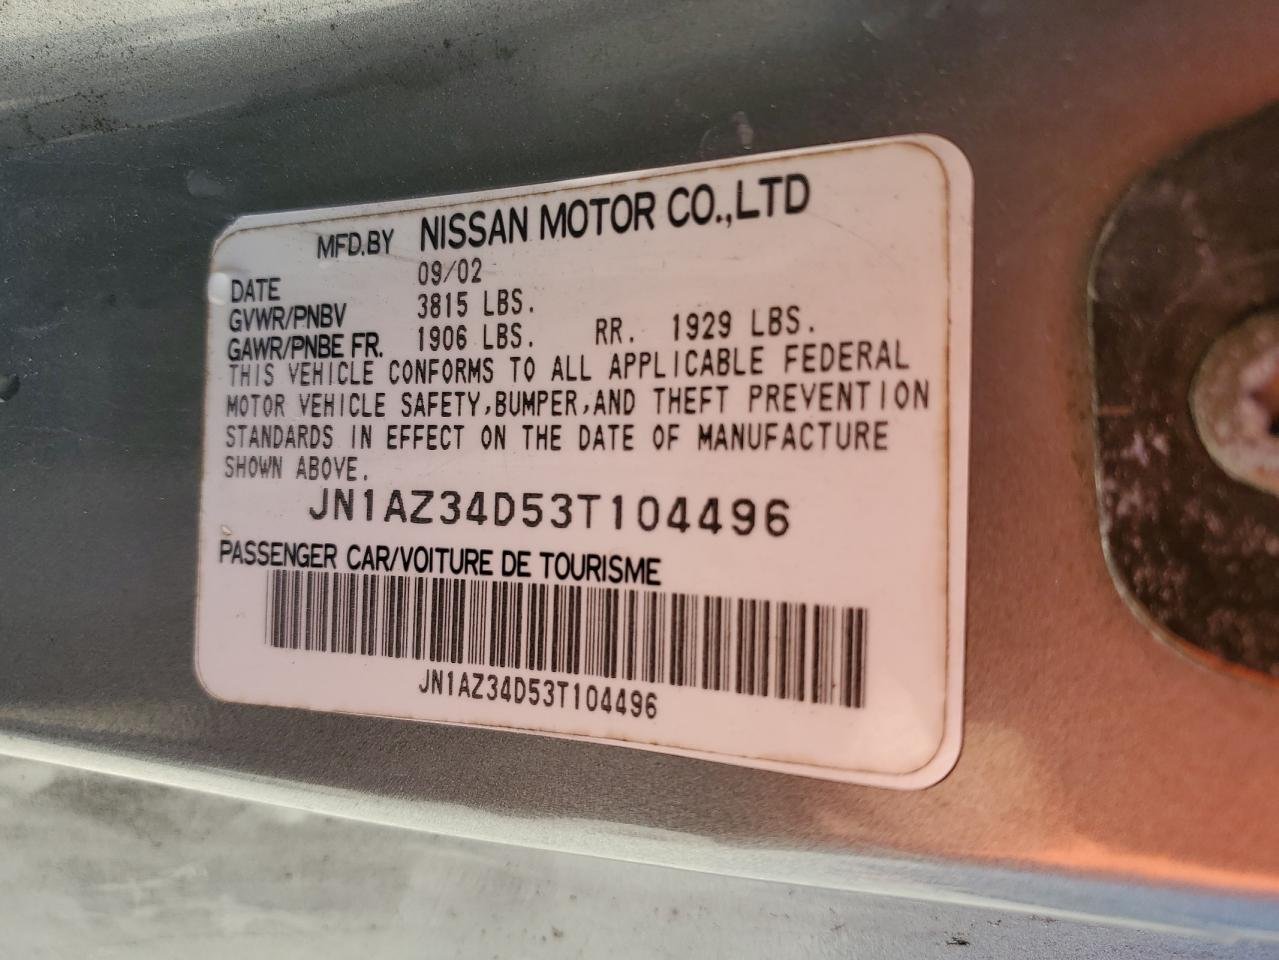 MFD.BY NISSAN MOTOR CO.,LTD
DATE 09/02
GVWR/PNBV 3815 LBS.
GAWR/PNBE FR. 1906 LBS. RR. 1929 LBS.
THIS VEHICLE CONFORMS TO ALL APPLICABLE FEDERAL
MOTOR VEHICLE SAFETY,BUMPER,AND THEFT PREVENTION
STANDARDS IN EFFECT ON THE DATE OF MANUFACTURE
SHOWN ABOVE.
JN1AZ34D53T104496
PASSENGER CAR/VOITURE DE TOURISME
JN1AZ34D53T104496